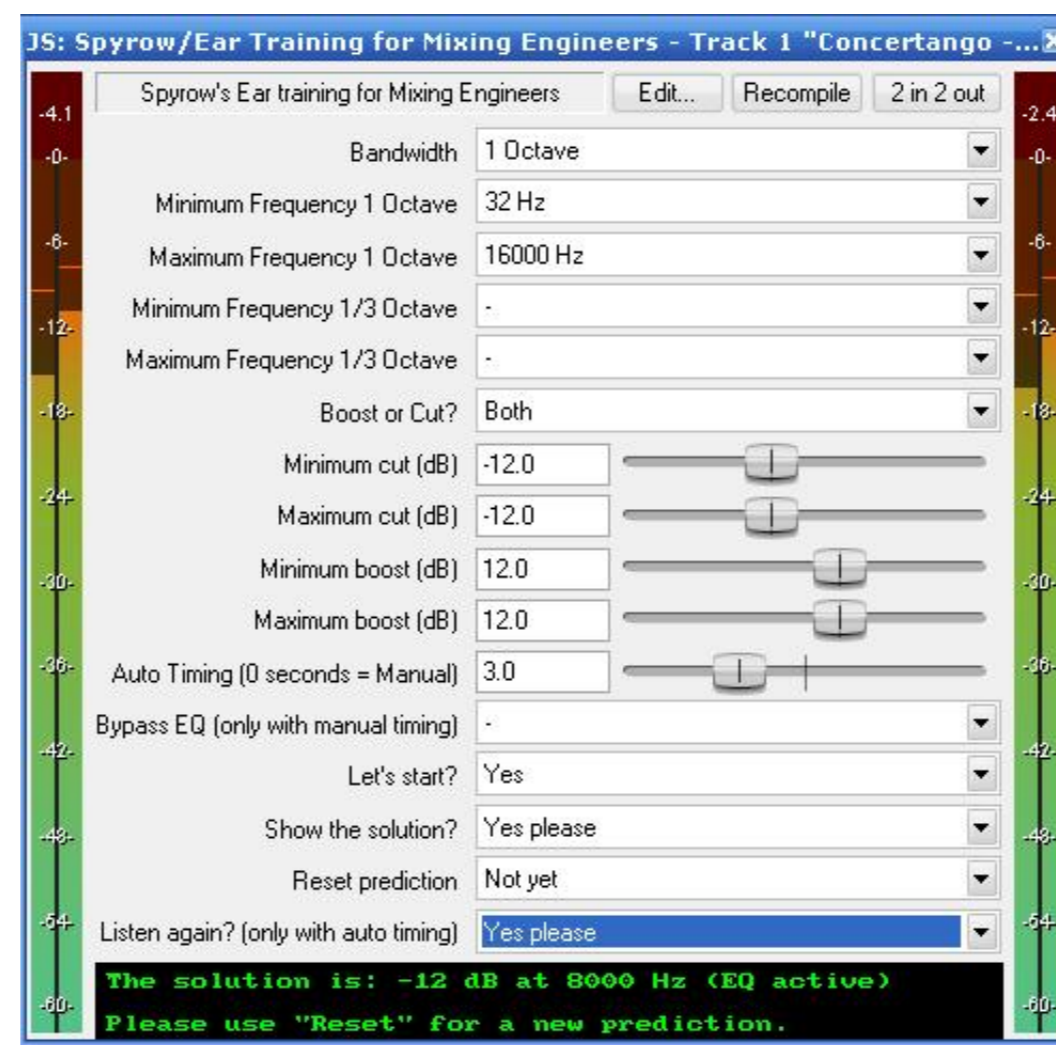 JS: Spyrow/Ear Training for Mixing Engineers - Track 1 "Concertango -...
Spyrow's Ear training for Mixing Engineers Edit... Recompile 2 in 2 out
-4.1 -2.4
-0- -0-
Bandwidth 1 Octave
Minimum Frequency 1 Octave 32 Hz
-6- -6-
Maximum Frequency 1 Octave 16000 Hz
Minimum Frequency 1/3 Octave -
-12- -12-
Maximum Frequency 1/3 Octave -
-18- Boost or Cut? Both -18-
Minimum cut (dB) -12.0
-24- -24-
Maximum cut (dB) -12.0
Minimum boost (dB) 12.0
-30- -30-
Maximum boost (dB) 12.0
-36- Auto Timing (0 seconds = Manual) 3.0 -36-
Bypass EQ (only with manual timing) -
-42- -42-
Let's start? Yes
-48- Show the solution? Yes please -48-
Reset prediction Not yet
-54- Listen again? (only with auto timing) Yes please -54-
The solution is: -12 dB at 8000 Hz (EQ active)
-60- -60-
Please use "Reset" for a new prediction.